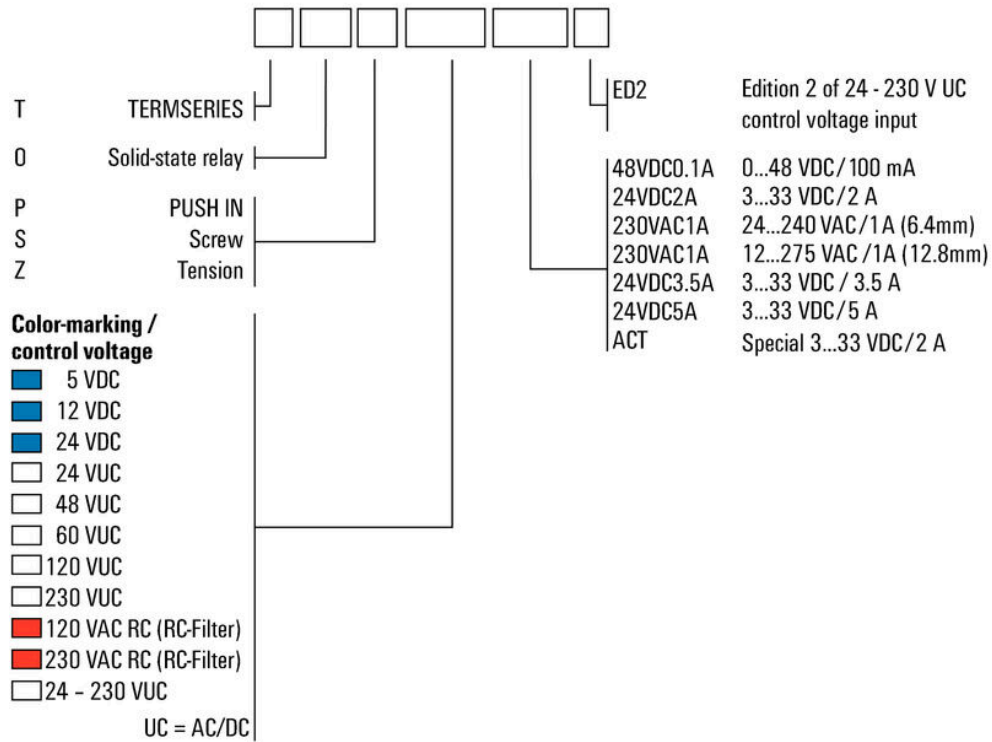 T TERMSERIES
O Solid-state relay
P PUSH IN
S Screw
Z Tension
Color-marking /
control voltage
5 VDC
12 VDC
24 VDC
24 VUC
48 VUC
60 VUC
120 VUC
230 VUC
120 VAC RC (RC-Filter)
230 VAC RC (RC-Filter)
24 – 230 VUC
UC = AC/DC
ED2 Edition 2 of 24 - 230 V UC
control voltage input
48VDC0.1A 0...48 VDC/ 100 mA
24VDC2A 3...33 VDC/2 A
230VAC1A 24...240 VAC/1A (6.4mm)
230VAC1A 12...275 VAC /1A (12.8mm)
24VDC3.5A 3...33 VDC / 3.5 A
24VDC5A 3...33 VDC/5 A
ACT Special 3...33 VDC/2 A